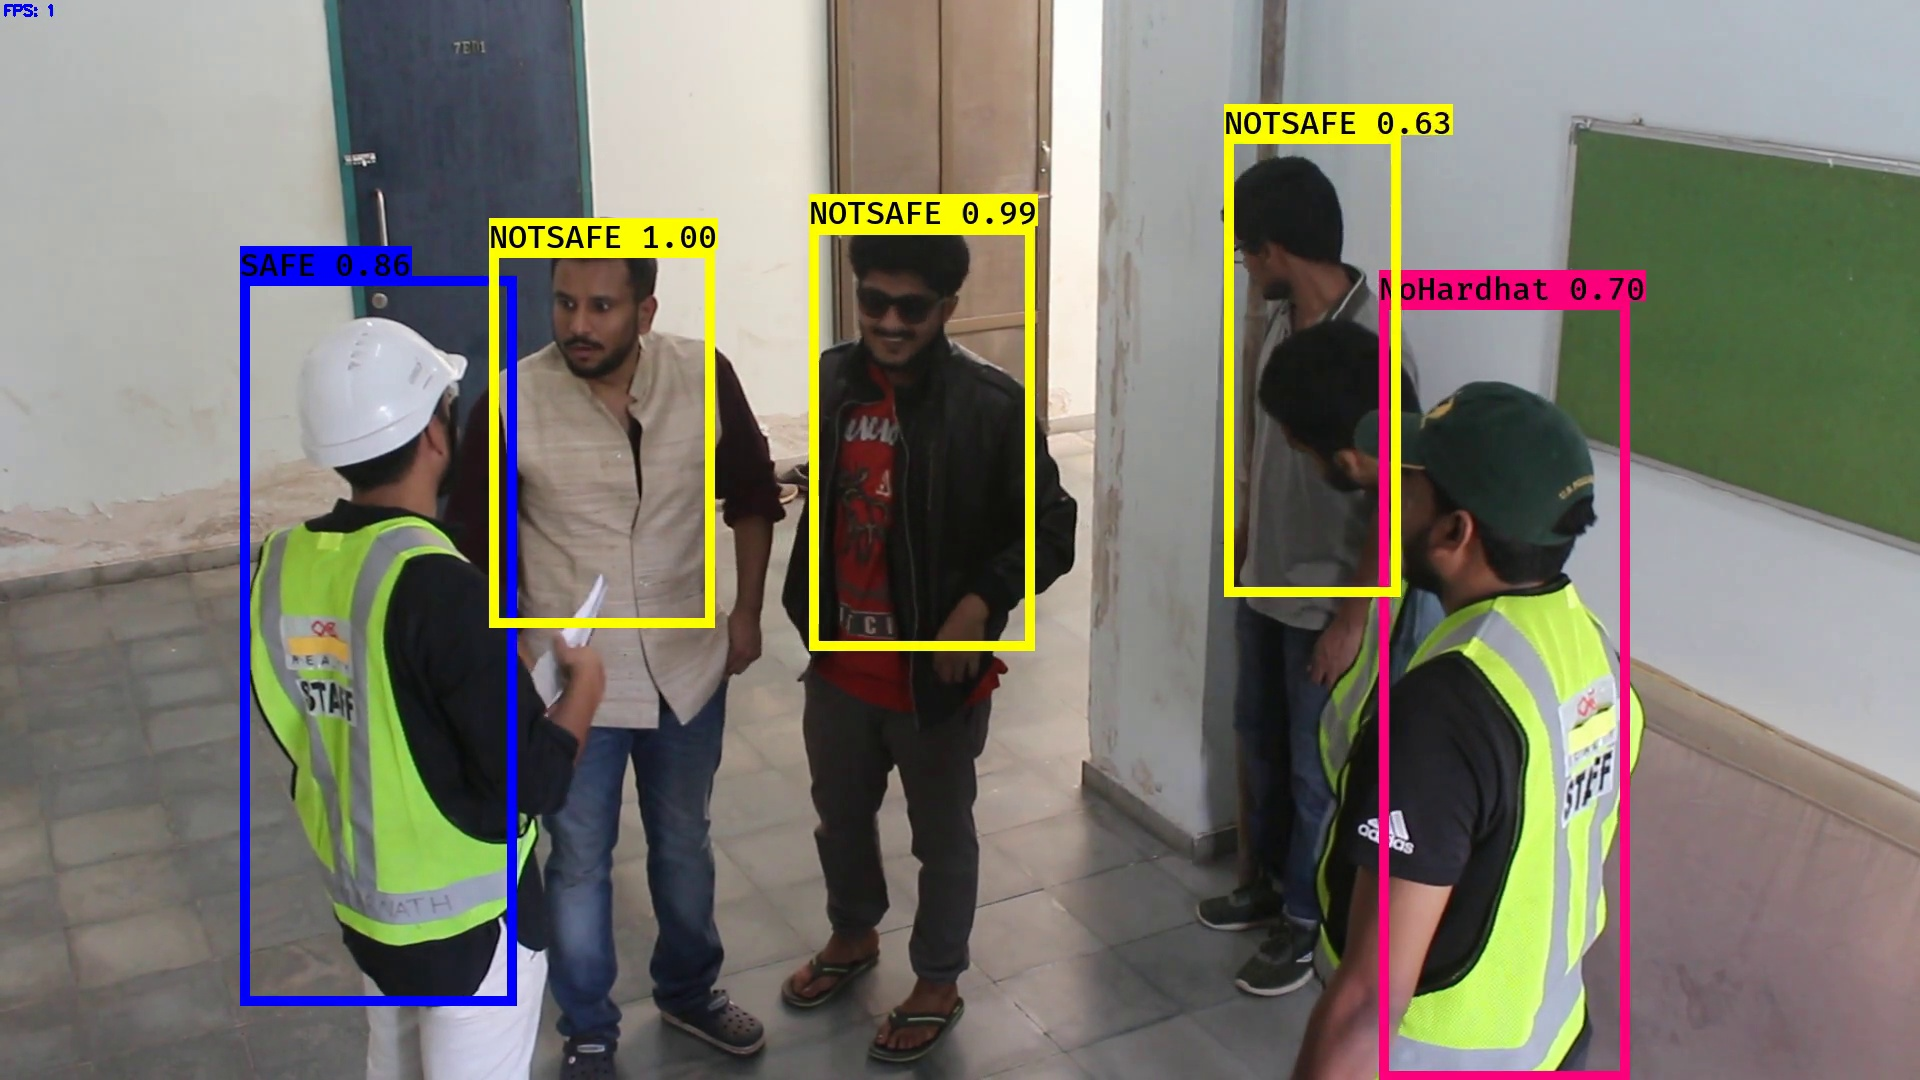 FPS: 1
7ED1
NOTSAFE 0.63
NOTSAFE 0.99
NOTSAFE 1.00
SAFE 0.86
NoHardhat 0.70
STAFF
STAFF
adidas